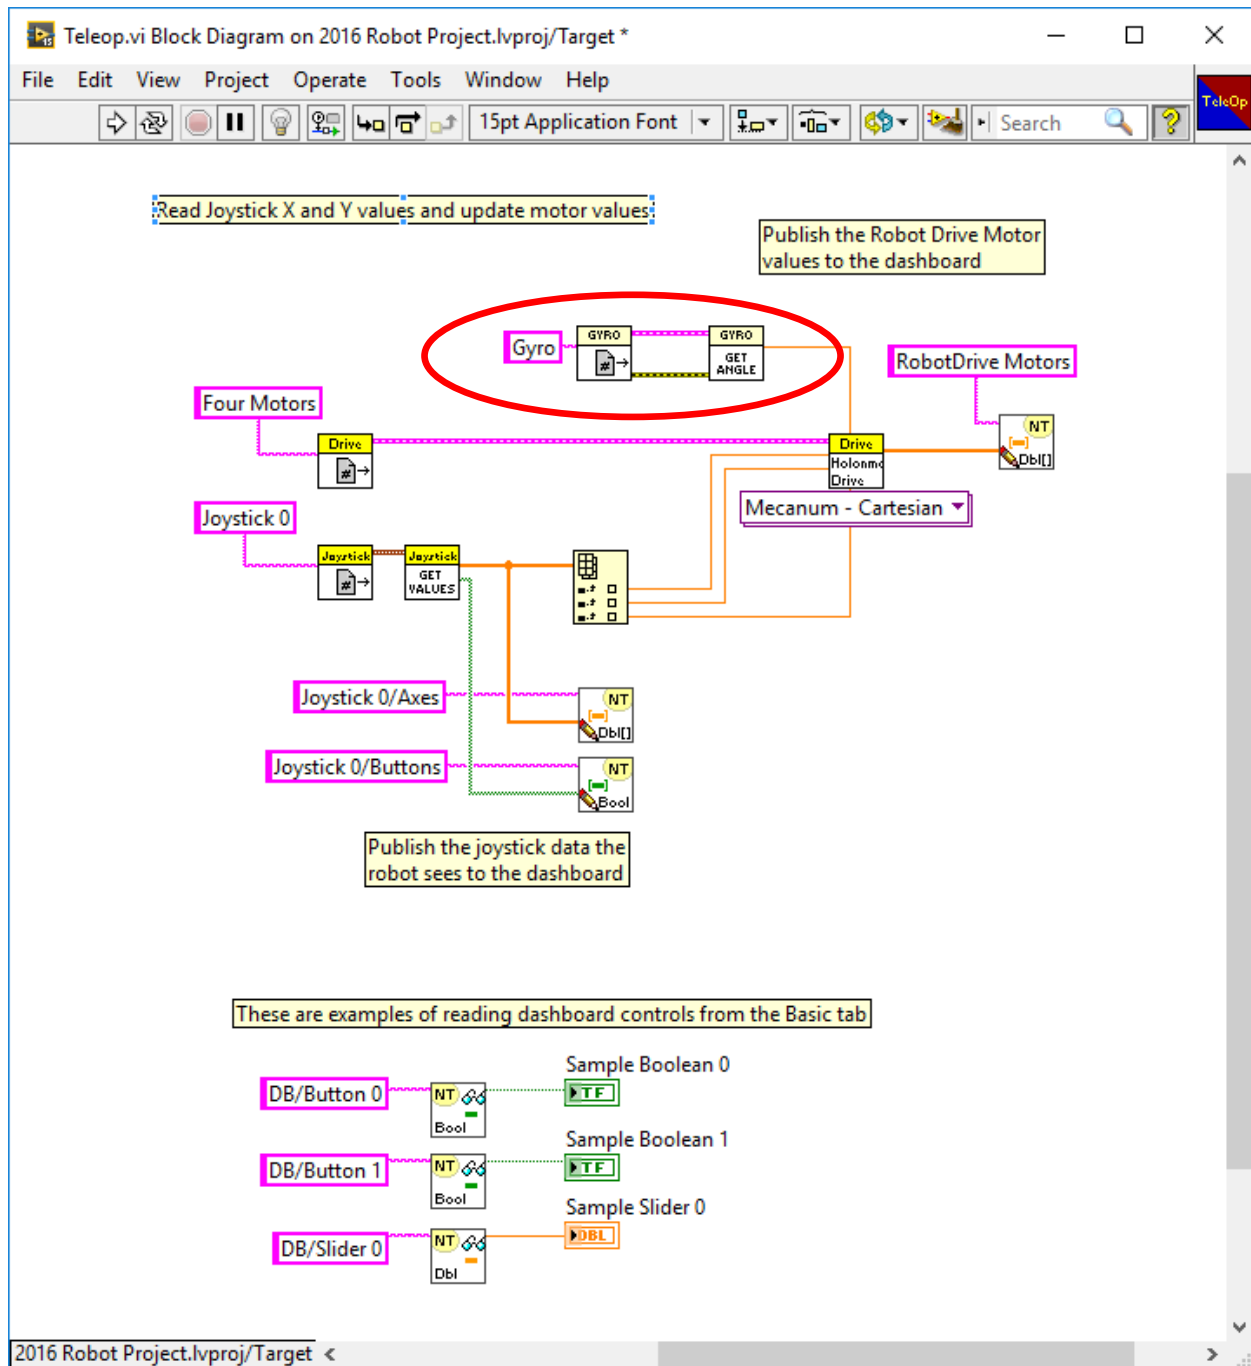 Teleop.vi Block Diagram on 2016 Robot Project.lvproj/Target *
File Edit View Project Operate Tools Window Help
15pt Application Font
Search
TeleOp
Read Joystick X and Y values and update motor values
Publish the Robot Drive Motor
values to the dashboard
Gyro
GYRO
#
GYRO
GET
ANGLE
RobotDrive Motors
NT
Dbl[]
Four Motors
Drive
#
Drive
Holonmc
Drive
Mecanum - Cartesian
Joystick 0
Joystick
#
Joystick
GET
VALUES
Joystick 0/Axes
NT
Dbl[]
Joystick 0/Buttons
NT
Bool
Publish the joystick data the
robot sees to the dashboard
These are examples of reading dashboard controls from the Basic tab
Sample Boolean 0
DB/Button 0
NT
Bool
TF
Sample Boolean 1
DB/Button 1
NT
Bool
TF
Sample Slider 0
DB/Slider 0
NT
Dbl
DBL
2016 Robot Project.lvproj/Target